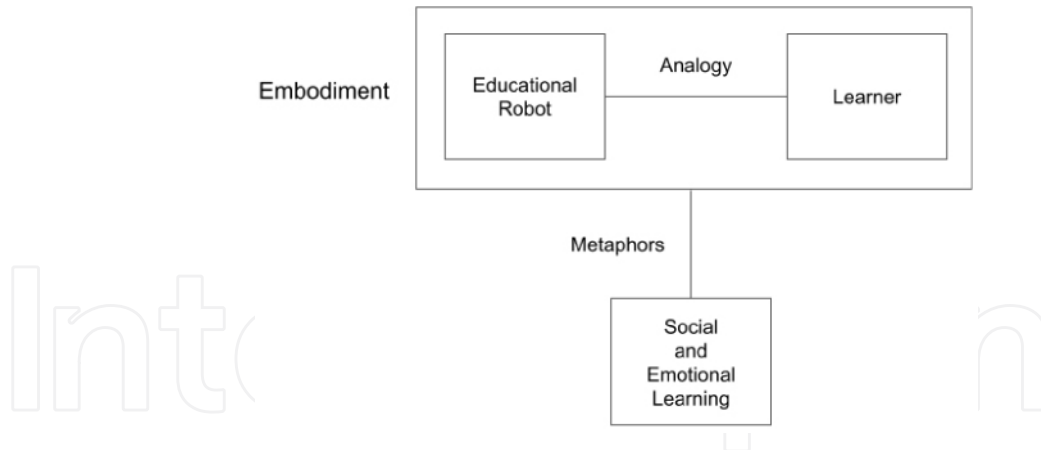 Embodiment
Educational
Robot
Analogy
Learner
Metaphors
Social
and
Emotional
Learning